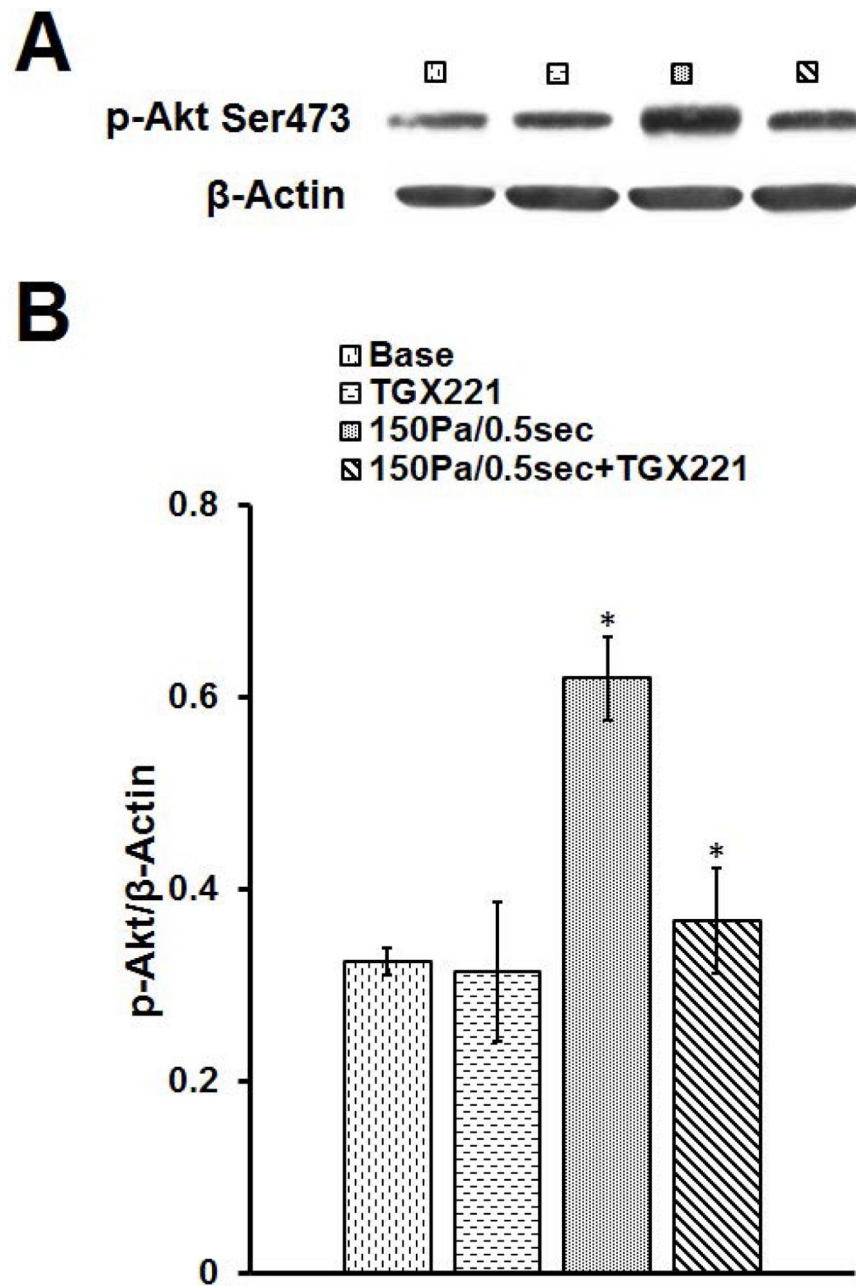 A
p-Akt Ser473
β-Actin
B
Base
TGX221
150Pa/0.5sec
150Pa/0.5sec+TGX221
0.8
0.6
0.4
0.2
0
p-Akt/β-Actin
*
*